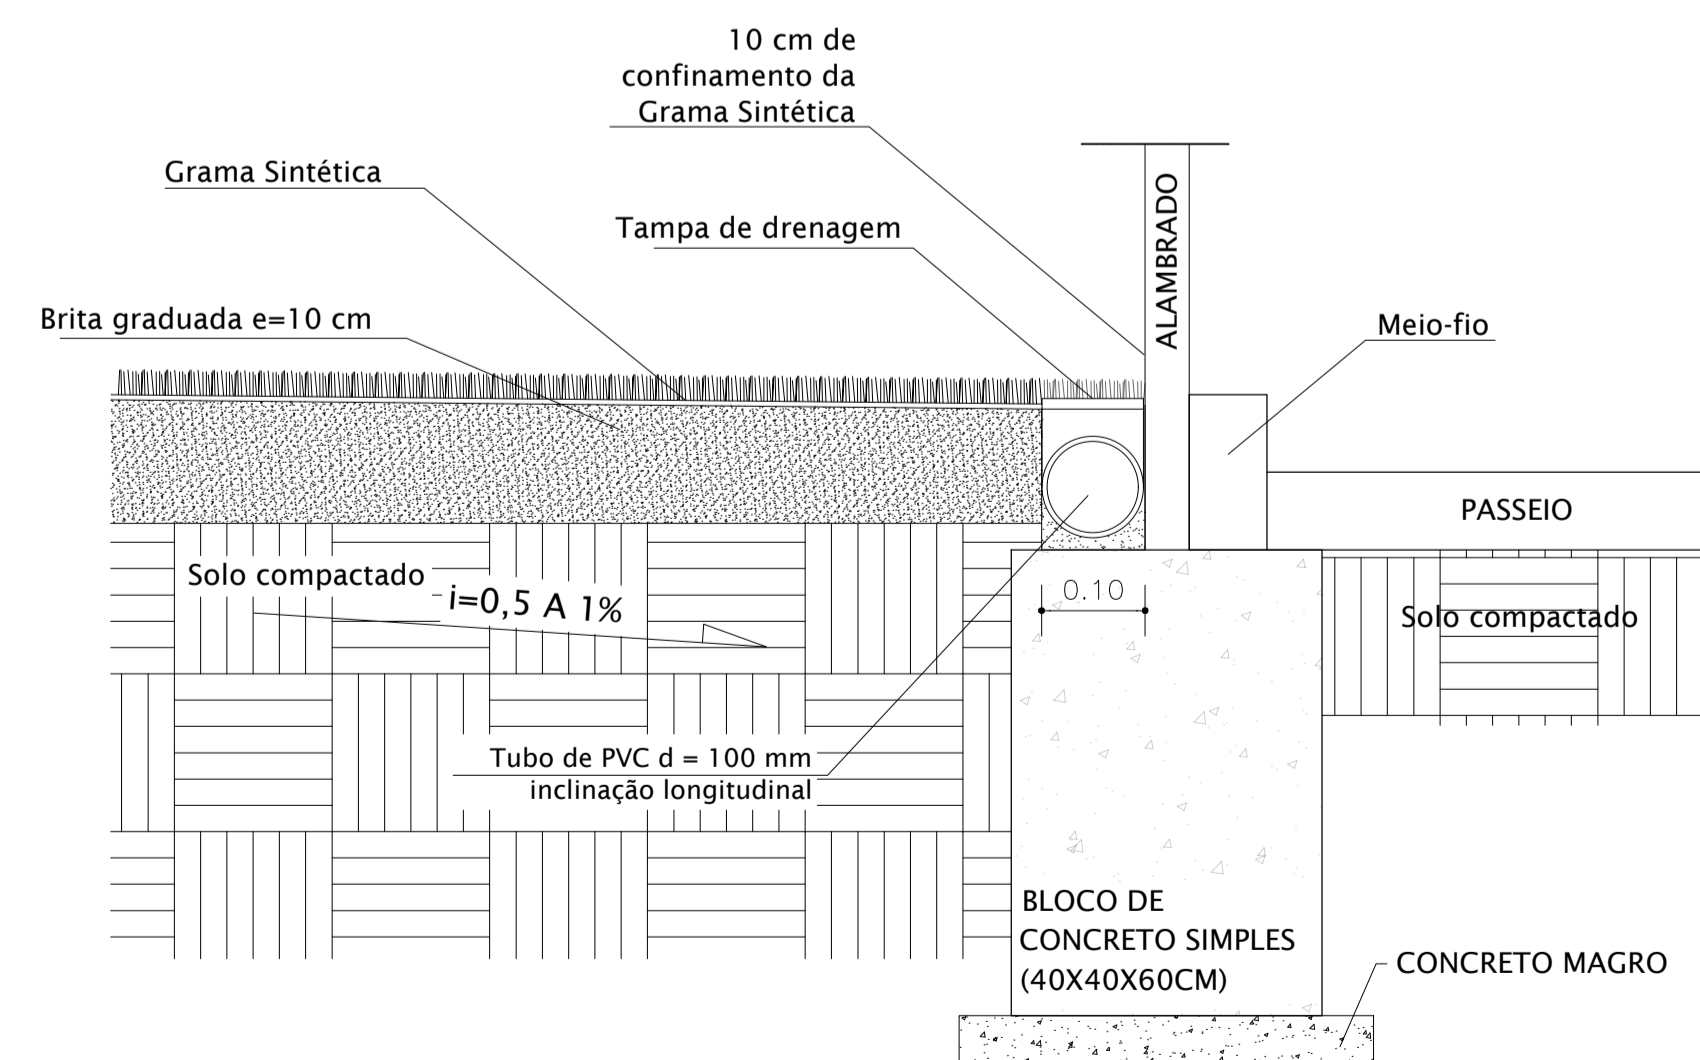 10 cm de
confinamento da
Grama Sintética
Grama Sintética
Tampa de drenagem
ALAMBRADO
Brita graduada e=10 cm
Meio-fio
PASSEIO
Solo compactado
i=0,5 A 1%
0.10
Solo compactado
Tubo de PVC d = 100 mm
inclinação longitudinal
BLOCO DE
CONCRETO SIMPLES
(40X40X60CM)
CONCRETO MAGRO